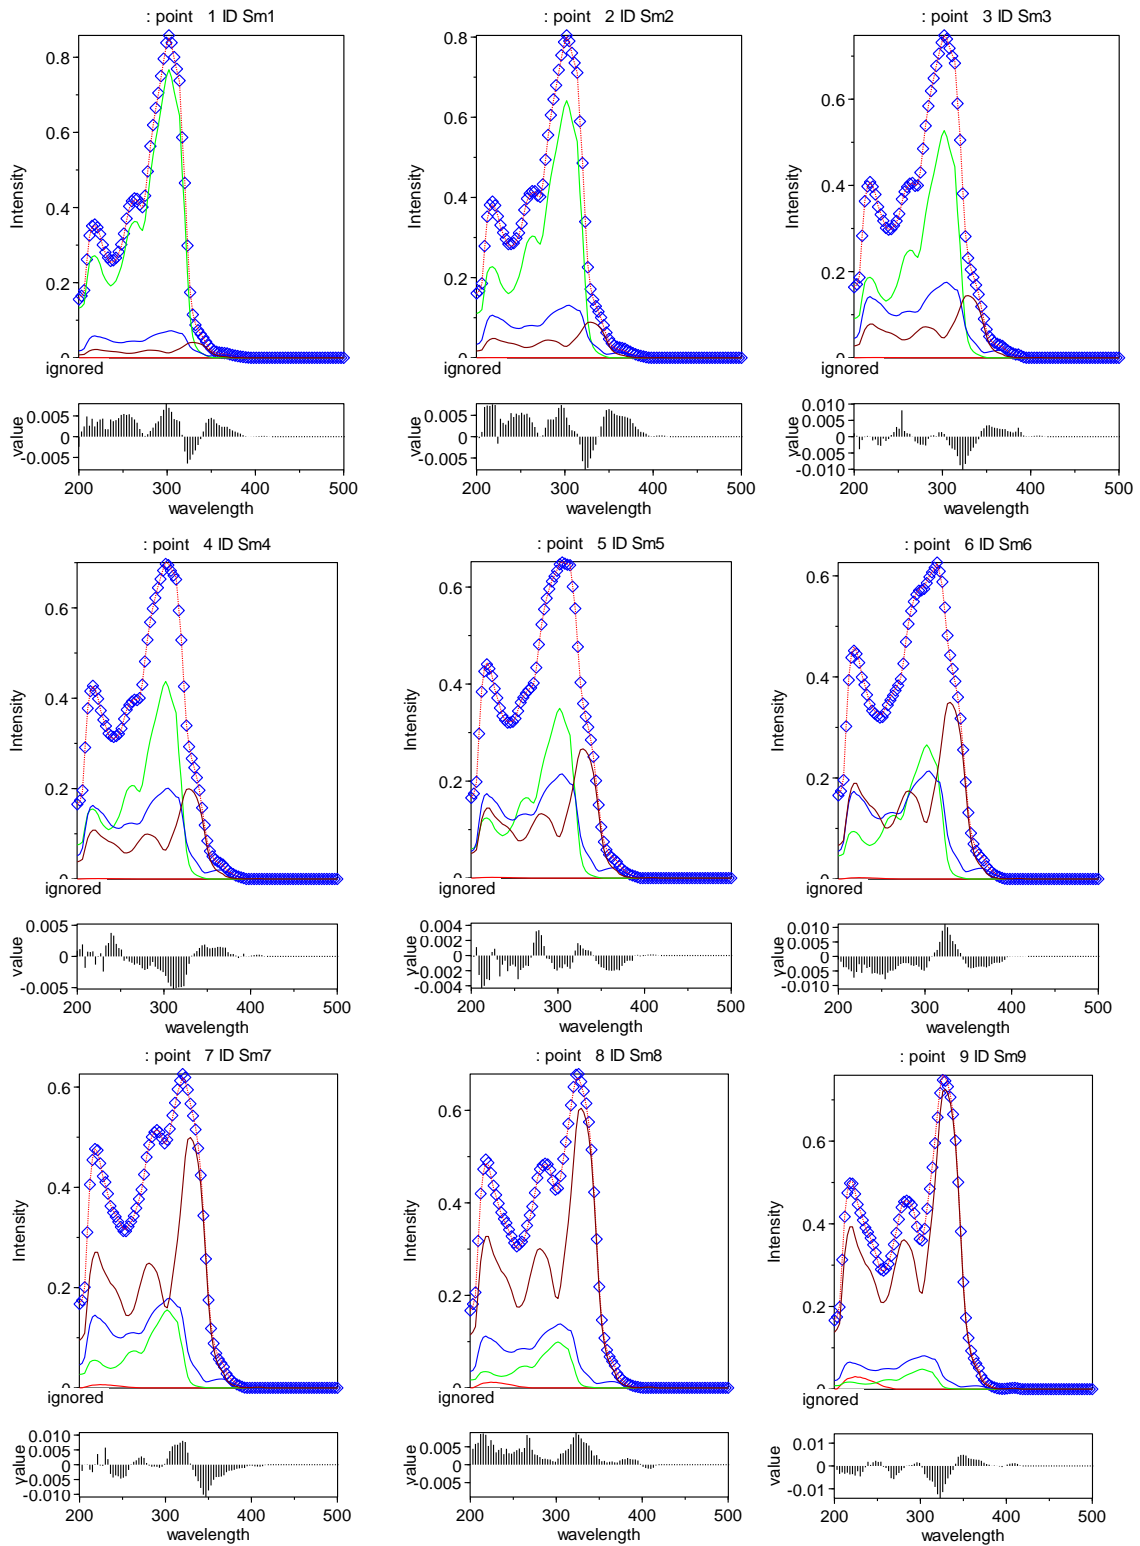 : point 1 ID Sm1
: point 2 ID Sm2
: point 3 ID Sm3
0.8
0.6
0.4
0.2
0
Intensity
ignored
0.8
0.6
0.4
0.2
0
Intensity
ignored
0.6
0.4
0.2
0
Intensity
ignored
0.005
0
-0.005
value
200 300 400 500
wavelength
0.005
0
-0.005
value
200 300 400 500
wavelength
0.010
0.005
0
-0.005
-0.010
value
200 300 400 500
wavelength
: point 4 ID Sm4
: point 5 ID Sm5
: point 6 ID Sm6
0.6
0.4
0.2
0
Intensity
ignored
0.6
0.4
0.2
0
Intensity
ignored
0.6
0.4
0.2
0
Intensity
ignored
0.005
0
-0.005
value
200 300 400 500
wavelength
0.004
0.002
0
-0.002
-0.004
value
200 300 400 500
wavelength
0.010
0.005
0
-0.005
-0.010
value
200 300 400 500
wavelength
: point 7 ID Sm7
: point 8 ID Sm8
: point 9 ID Sm9
0.6
0.4
0.2
0
Intensity
ignored
0.6
0.4
0.2
0
Intensity
ignored
0.6
0.4
0.2
0
Intensity
ignored
0.010
0.005
0
-0.005
-0.010
value
200 300 400 500
wavelength
0.005
0
value
200 300 400 500
wavelength
0.01
0
-0.01
value
200 300 400 500
wavelength